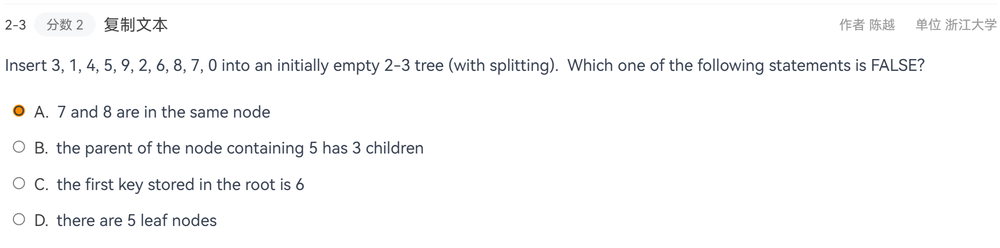 2-3 分数 2 复制文本 作者 陈越 单位 浙江大学
Insert 3, 1, 4, 5, 9, 2, 6, 8, 7, 0 into an initially empty 2-3 tree (with splitting).  Which one of the following statements is FALSE?
A. 7 and 8 are in the same node
B. the parent of the node containing 5 has 3 children
C. the first key stored in the root is 6
D. there are 5 leaf nodes